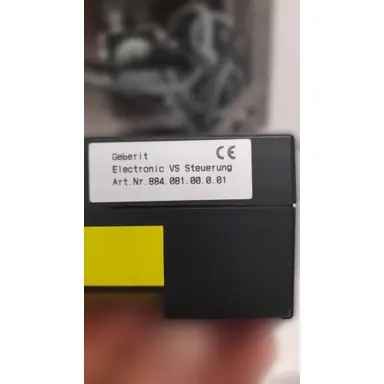 Geberit CE
Electronic VS Steuerung
Art.Nr.884.081.00.0.01